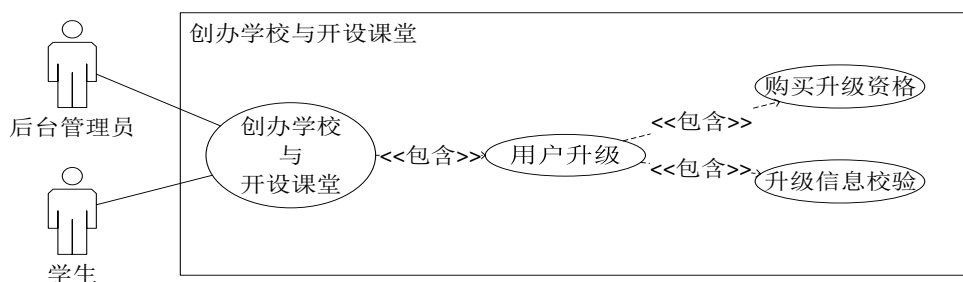 创办学校与开设课堂
后台管理员
学生
创办学校
与
开设课堂
<<包含>>
用户升级
<<包含>>
购买升级资格
<<包含>>
升级信息校验